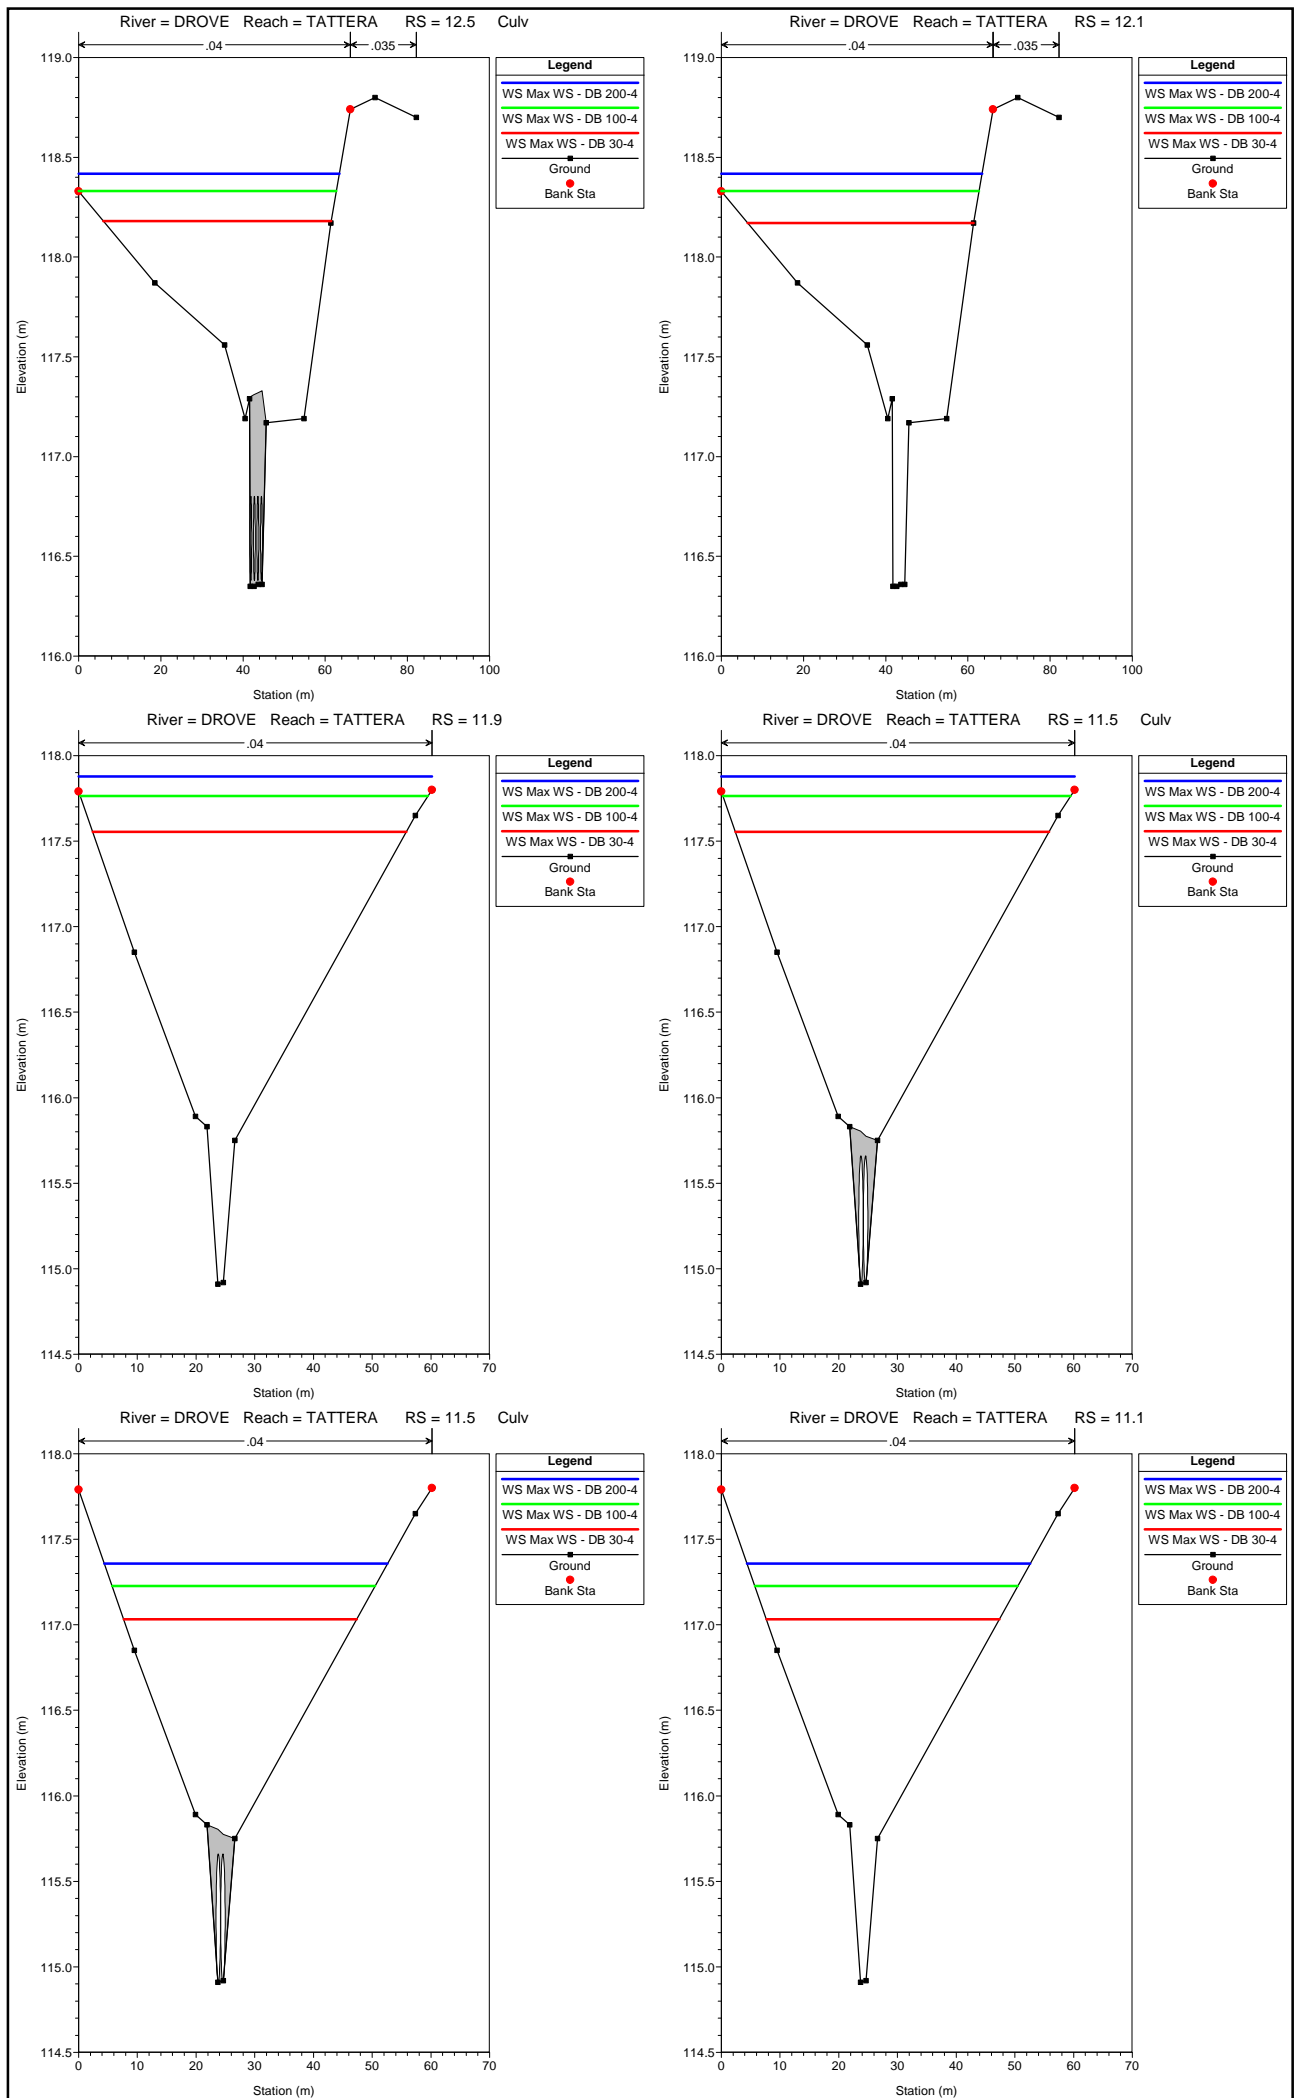 River = DROVE Reach = TATTERA RS = 12.5 Culv
.04 .035
Legend
WS Max WS - DB 200-4
WS Max WS - DB 100-4
WS Max WS - DB 30-4
Ground
Bank Sta
119.0
118.5
118.0
117.5
117.0
116.5
116.0
Elevation (m)
0 20 40 60 80 100
Station (m)
River = DROVE Reach = TATTERA RS = 12.1
.04 .035
Legend
WS Max WS - DB 200-4
WS Max WS - DB 100-4
WS Max WS - DB 30-4
Ground
Bank Sta
119.0
118.5
118.0
117.5
117.0
116.5
116.0
Elevation (m)
0 20 40 60 80 100
Station (m)
River = DROVE Reach = TATTERA RS = 11.9
.04
Legend
WS Max WS - DB 200-4
WS Max WS - DB 100-4
WS Max WS - DB 30-4
Ground
Bank Sta
118.0
117.5
117.0
116.5
116.0
115.5
115.0
114.5
Elevation (m)
0 10 20 30 40 50 60 70
Station (m)
River = DROVE Reach = TATTERA RS = 11.5 Culv
.04
Legend
WS Max WS - DB 200-4
WS Max WS - DB 100-4
WS Max WS - DB 30-4
Ground
Bank Sta
118.0
117.5
117.0
116.5
116.0
115.5
115.0
114.5
Elevation (m)
0 10 20 30 40 50 60 70
Station (m)
River = DROVE Reach = TATTERA RS = 11.5 Culv
.04
Legend
WS Max WS - DB 200-4
WS Max WS - DB 100-4
WS Max WS - DB 30-4
Ground
Bank Sta
118.0
117.5
117.0
116.5
116.0
115.5
115.0
114.5
Elevation (m)
0 10 20 30 40 50 60 70
Station (m)
River = DROVE Reach = TATTERA RS = 11.1
.04
Legend
WS Max WS - DB 200-4
WS Max WS - DB 100-4
WS Max WS - DB 30-4
Ground
Bank Sta
118.0
117.5
117.0
116.5
116.0
115.5
115.0
114.5
Elevation (m)
0 10 20 30 40 50 60 70
Station (m)